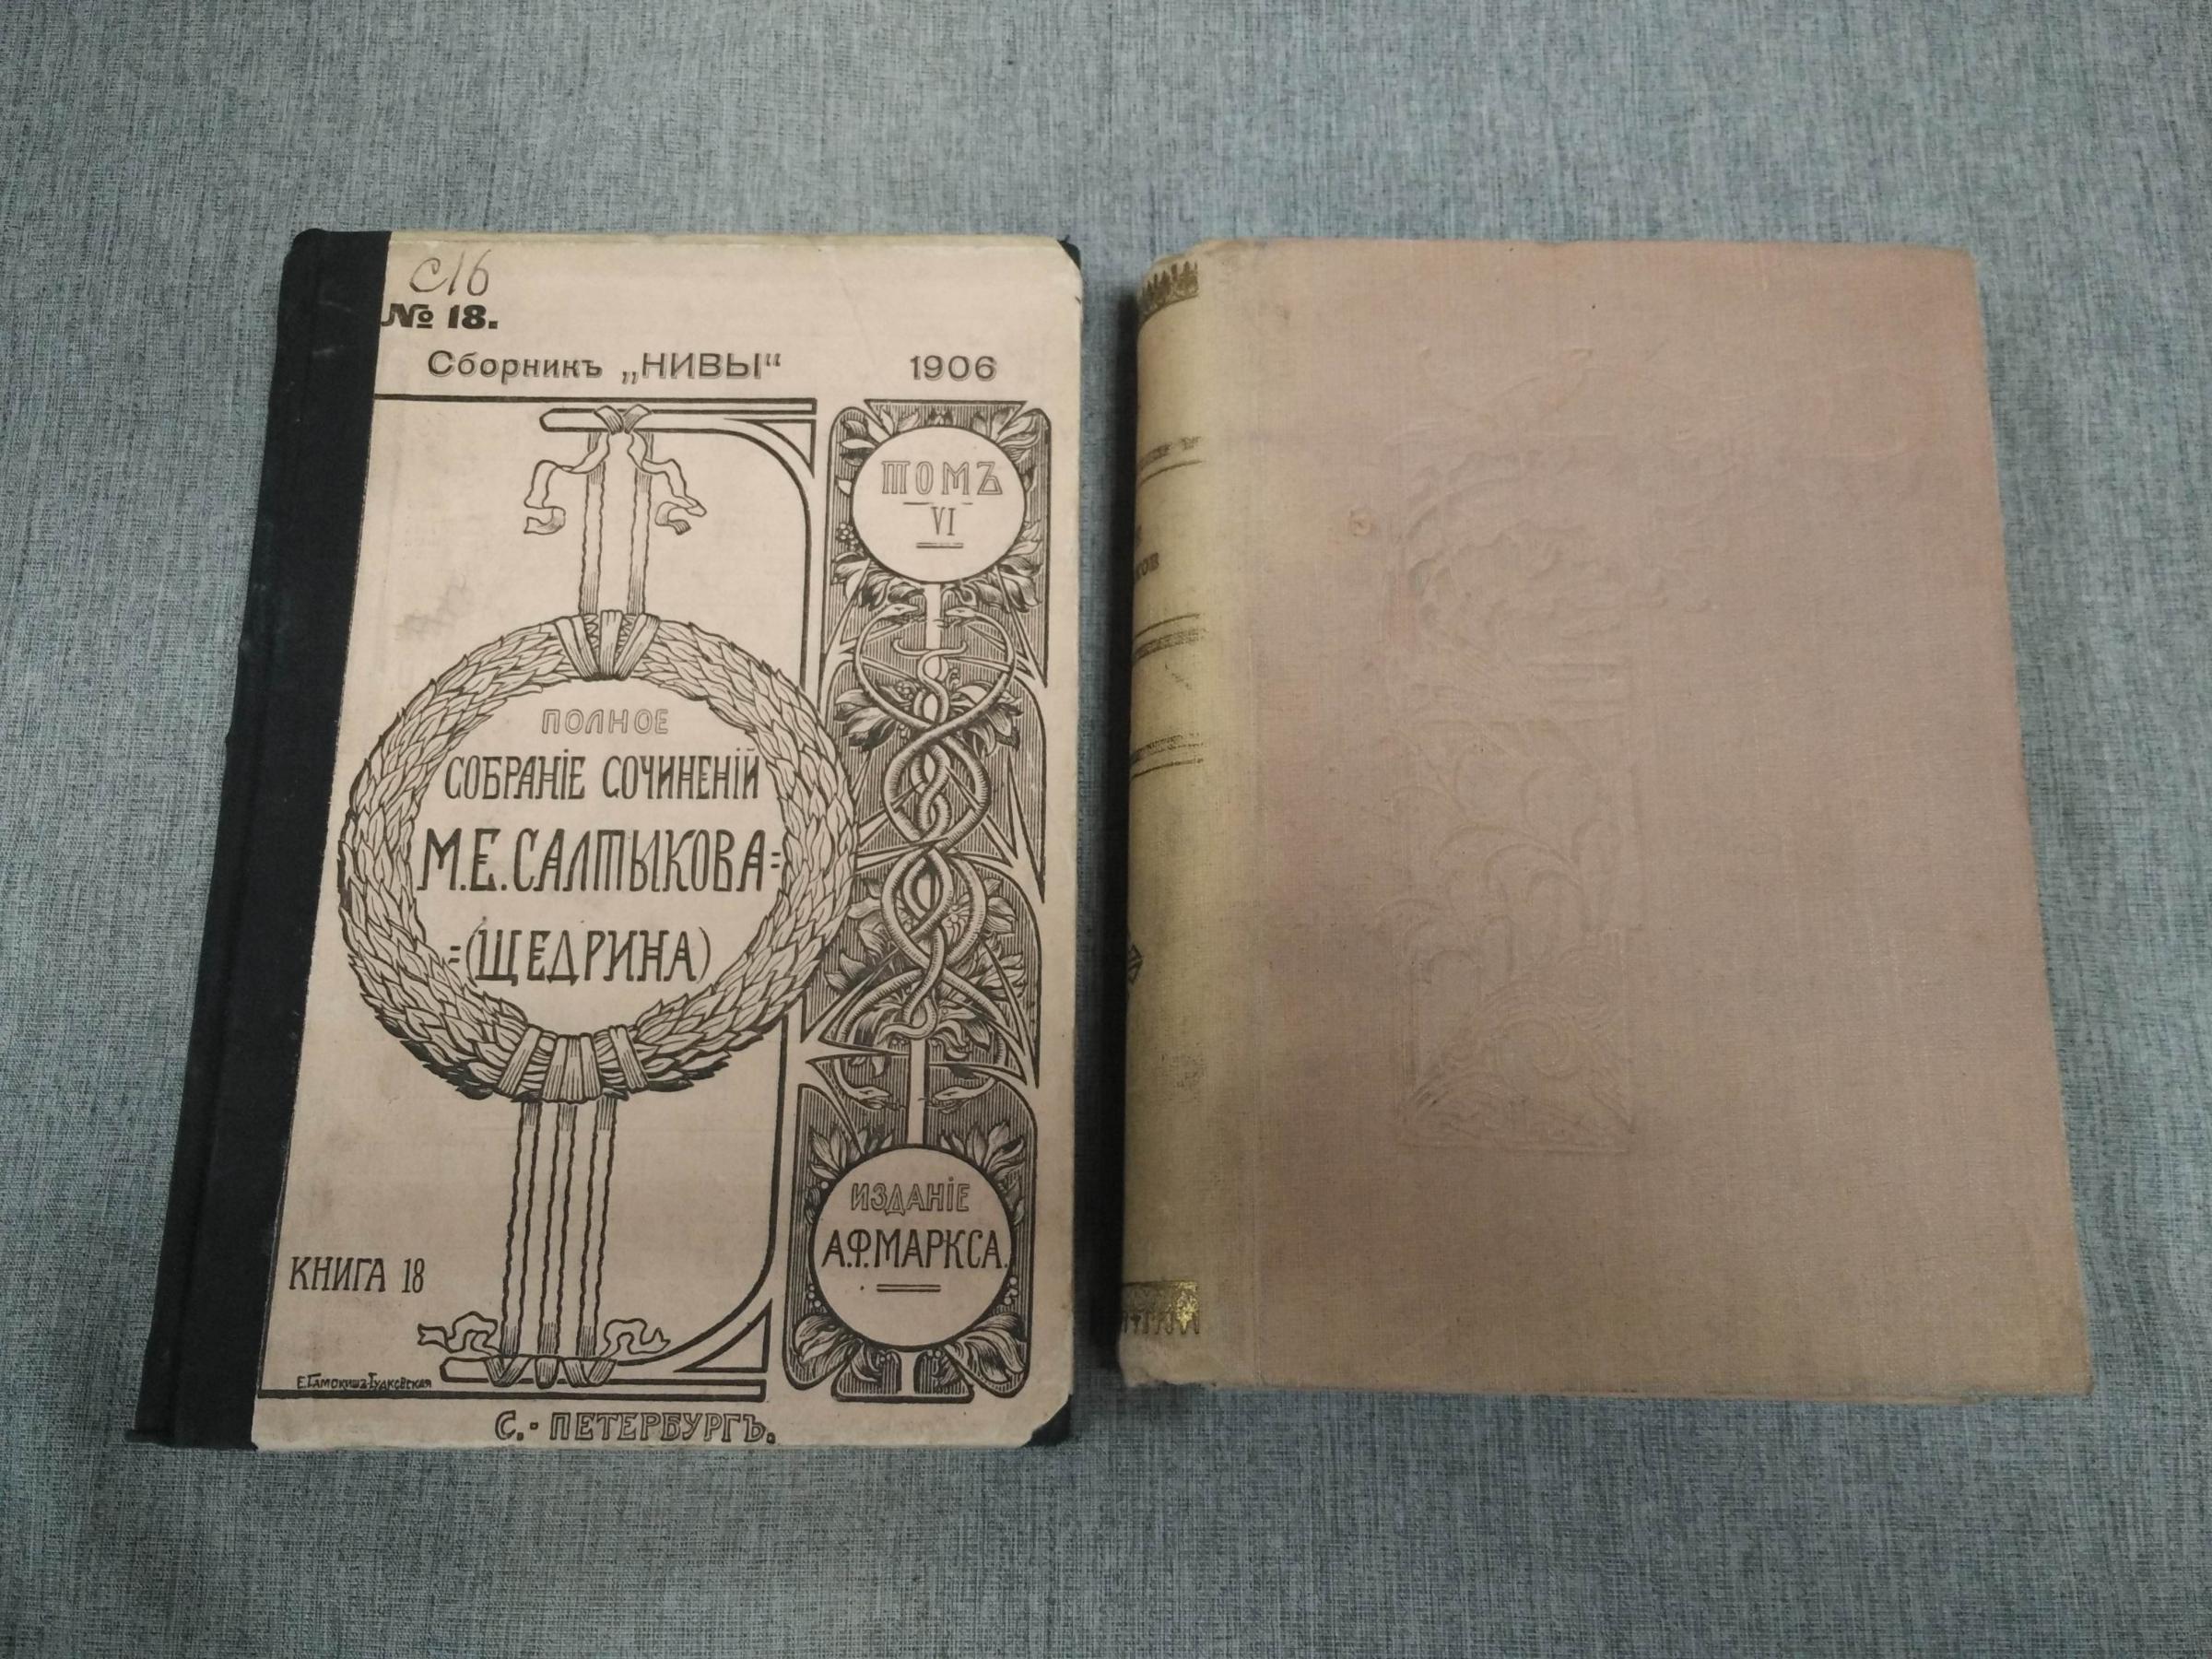 с16
№ 18.
Сборникъ „НИВЫ“ 1906
ТОМЪ
VI
ПОЛНОЕ
СОБРАНІЕ СОЧИНЕНІЙ
М.Е.САЛТЫКОВА=
=(ЩЕДРИНА)
ИЗДАНІЕ
А.Ф.МАРКСА.
КНИГА 18
С.-ПЕТЕРБУРГЪ.